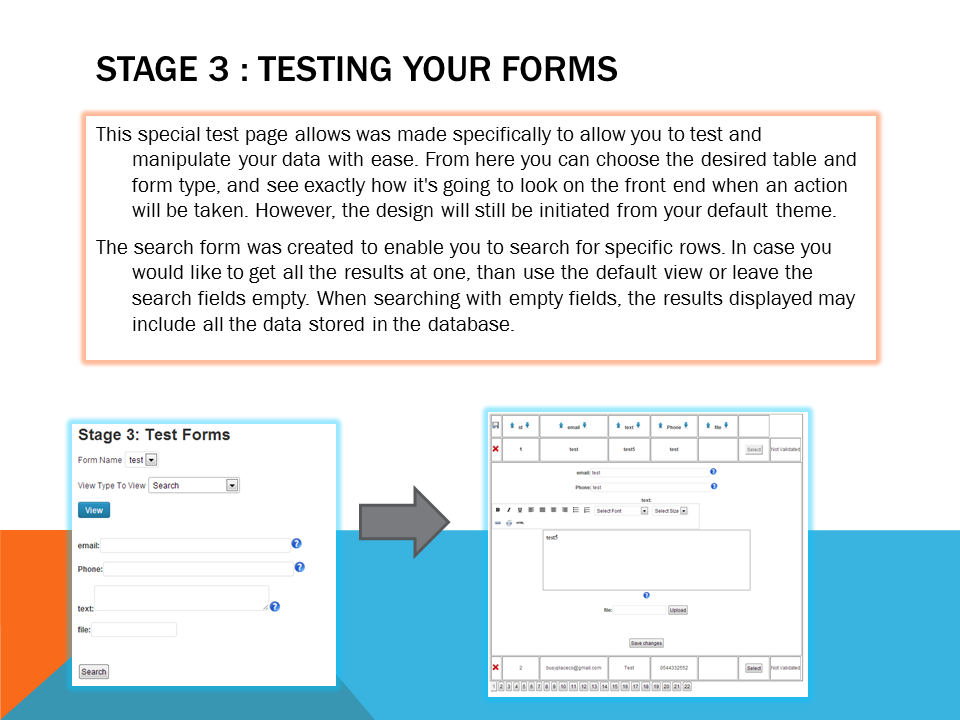 STAGE 3 : TESTING YOUR FORMS
This special test page allows was made specifically to allow you to test and
manipulate your data with ease. From here you can choose the desired table and
form type, and see exactly how it's going to look on the front end when an action
will be taken. However, the design will still be initiated from your default theme.
The search form was created to enable you to search for specific rows. In case you
would like to get all the results at one, than use the default view or leave the
search fields empty. When searching with empty fields, the results displayed may
include all the data stored in the database.
Stage 3: Test Forms
Form Name test
View Type To View Search
View
email:
Phone:
text:
file:
Search
id email text Phone file
1 test test5 test Select Not Validated
email: test
Phone: test
text:
B I U Select Font Select Size
HTML
test5
file: Upload
Save changes
2 busyplaceco@gmail.com Test 0544332552 Select Not Validated
1 2 3 4 5 6 7 8 9 10 11 12 13 14 15 16 17 18 19 20 21 22